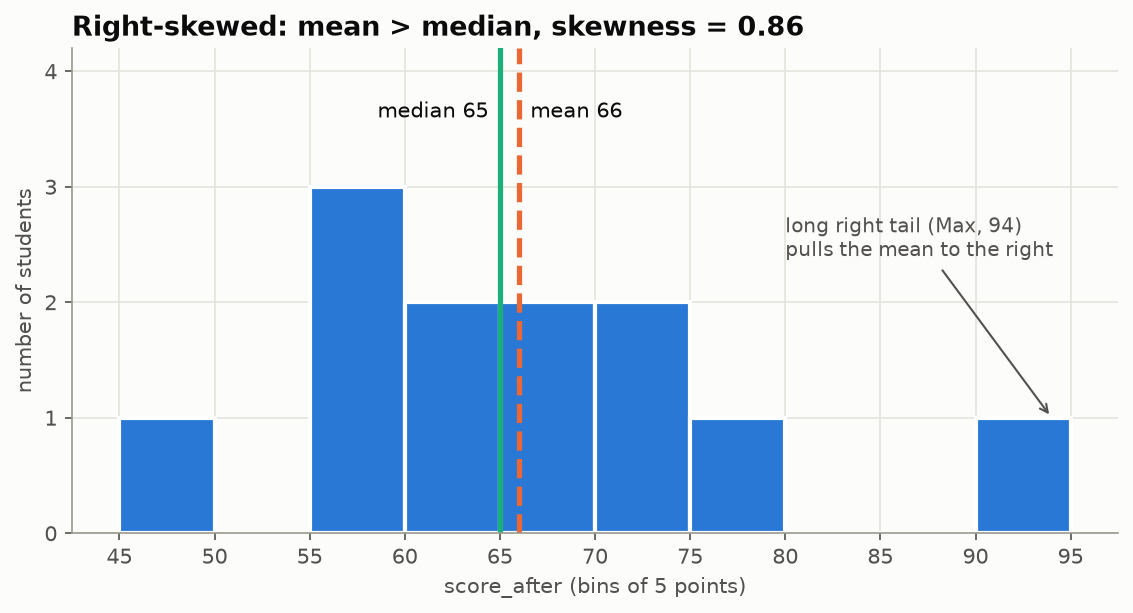 Right-skewed: mean > median, skewness = 0.86
4
3
2
1
0
number of students
median 65
mean 66
long right tail (Max, 94)
pulls the mean to the right
45 50 55 60 65 70 75 80 85 90 95
score_after (bins of 5 points)